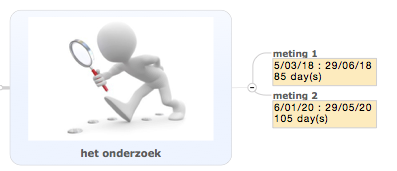 meting 1
5/03/18 : 29/06/18
85 day(s)
meting 2
6/01/20 : 29/05/20
105 day(s)
het onderzoek